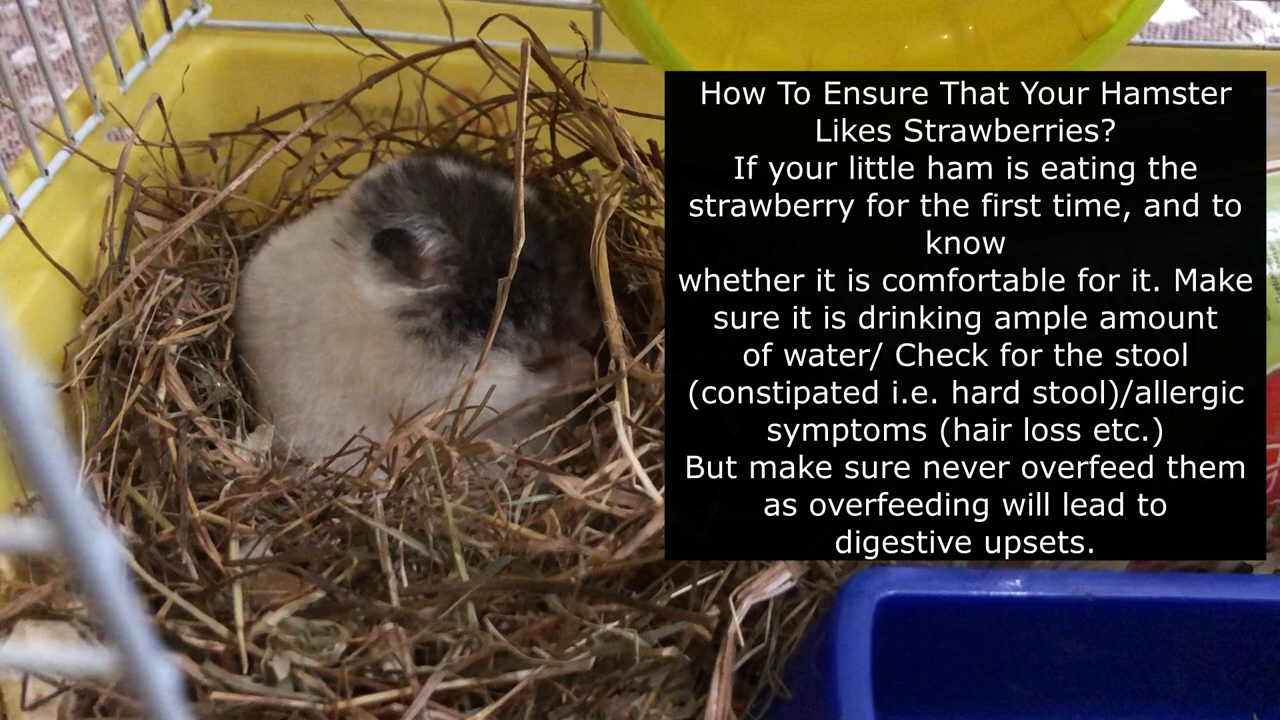 How To Ensure That Your Hamster
Likes Strawberries?
If your little ham is eating the
strawberry for the first time, and to
know
whether it is comfortable for it. Make
sure it is drinking ample amount
of water/ Check for the stool
(constipated i.e. hard stool)/allergic
symptoms (hair loss etc.)
But make sure never overfeed them
as overfeeding will lead to
digestive upsets.